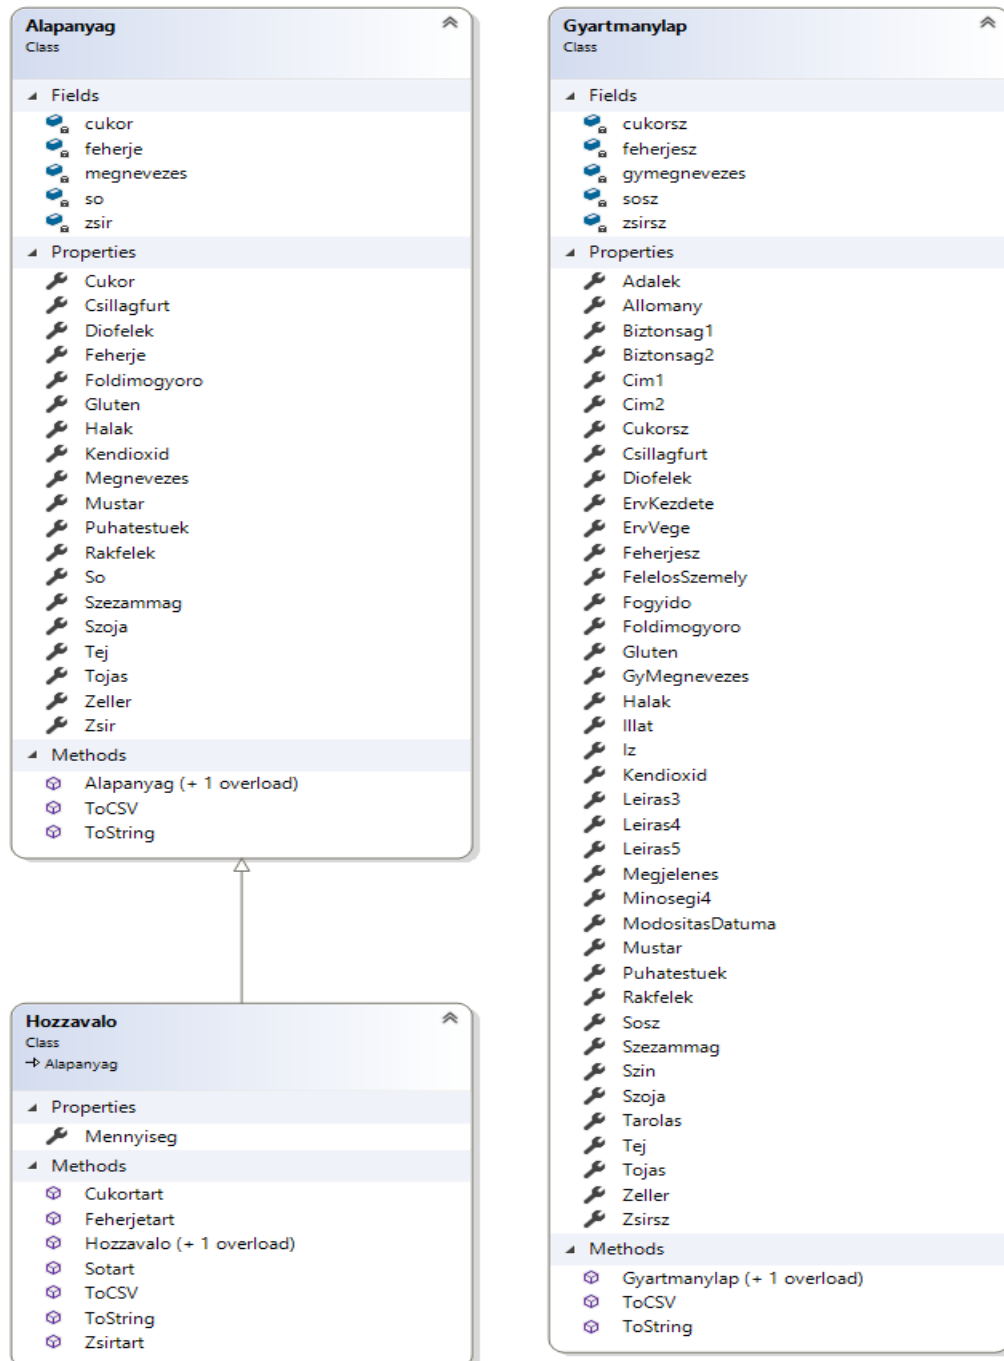 Alapanyag
Class
Fields
cukor
feherje
megnevezes
so
zsir
Properties
Cukor
Csillagfurt
Diofelek
Feherje
Foldimogyoro
Gluten
Halak
Kendioxid
Megnevezes
Mustar
Puhatestuek
Rakfelek
So
Szezammag
Szoja
Tej
Tojas
Zeller
Zsir
Methods
Alapanyag (+ 1 overload)
ToCSV
ToString
Hozzavalo
Class
Alapanyag
Properties
Mennyiseg
Methods
Cukortart
Feherjetart
Hozzavalo (+ 1 overload)
Sotart
ToCSV
ToString
Zsirtart
Gyartmanylap
Class
Fields
cukorsz
feherjesz
gymegnevezes
sosz
zsirsz
Properties
Adalek
Allomany
Biztonsag1
Biztonsag2
Cim1
Cim2
Cukorsz
Csillagfurt
Diofelek
ErvKezdete
ErvVege
Feherjesz
FelelosSzemely
Fogyido
Foldimogyoro
Gluten
GyMegnevezes
Halak
Illat
Iz
Kendioxid
Leiras3
Leiras4
Leiras5
Megjelenes
Minosegi4
ModositasDatuma
Mustar
Puhatestuek
Rakfelek
Sosz
Szezammag
Szin
Szoja
Tarolas
Tej
Tojas
Zeller
Zsirsz
Methods
Gyartmanylap (+ 1 overload)
ToCSV
ToString